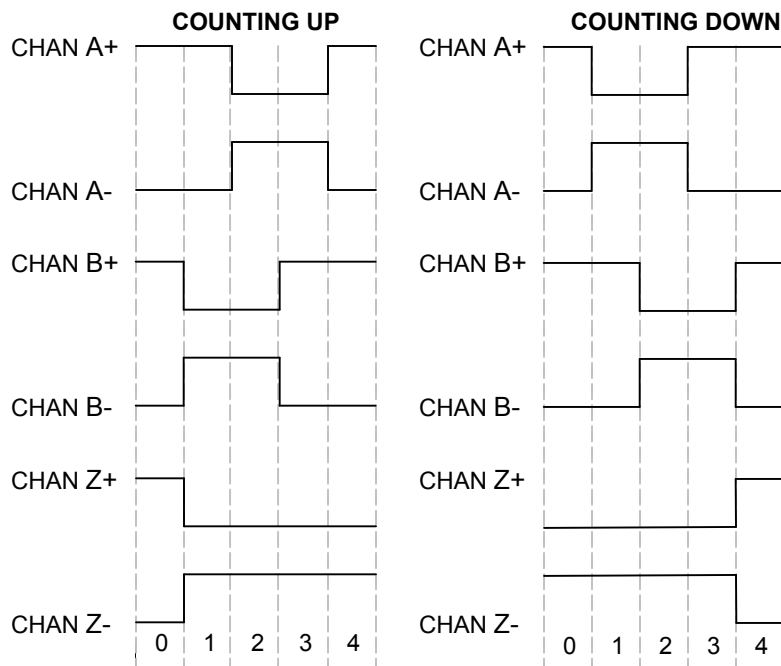 COUNTING UP
CHAN A+
CHAN A-
CHAN B+
CHAN B-
CHAN Z+
CHAN Z-
0 1 2 3 4
COUNTING DOWN
CHAN A+
CHAN A-
CHAN B+
CHAN B-
CHAN Z+
CHAN Z-
0 1 2 3 4